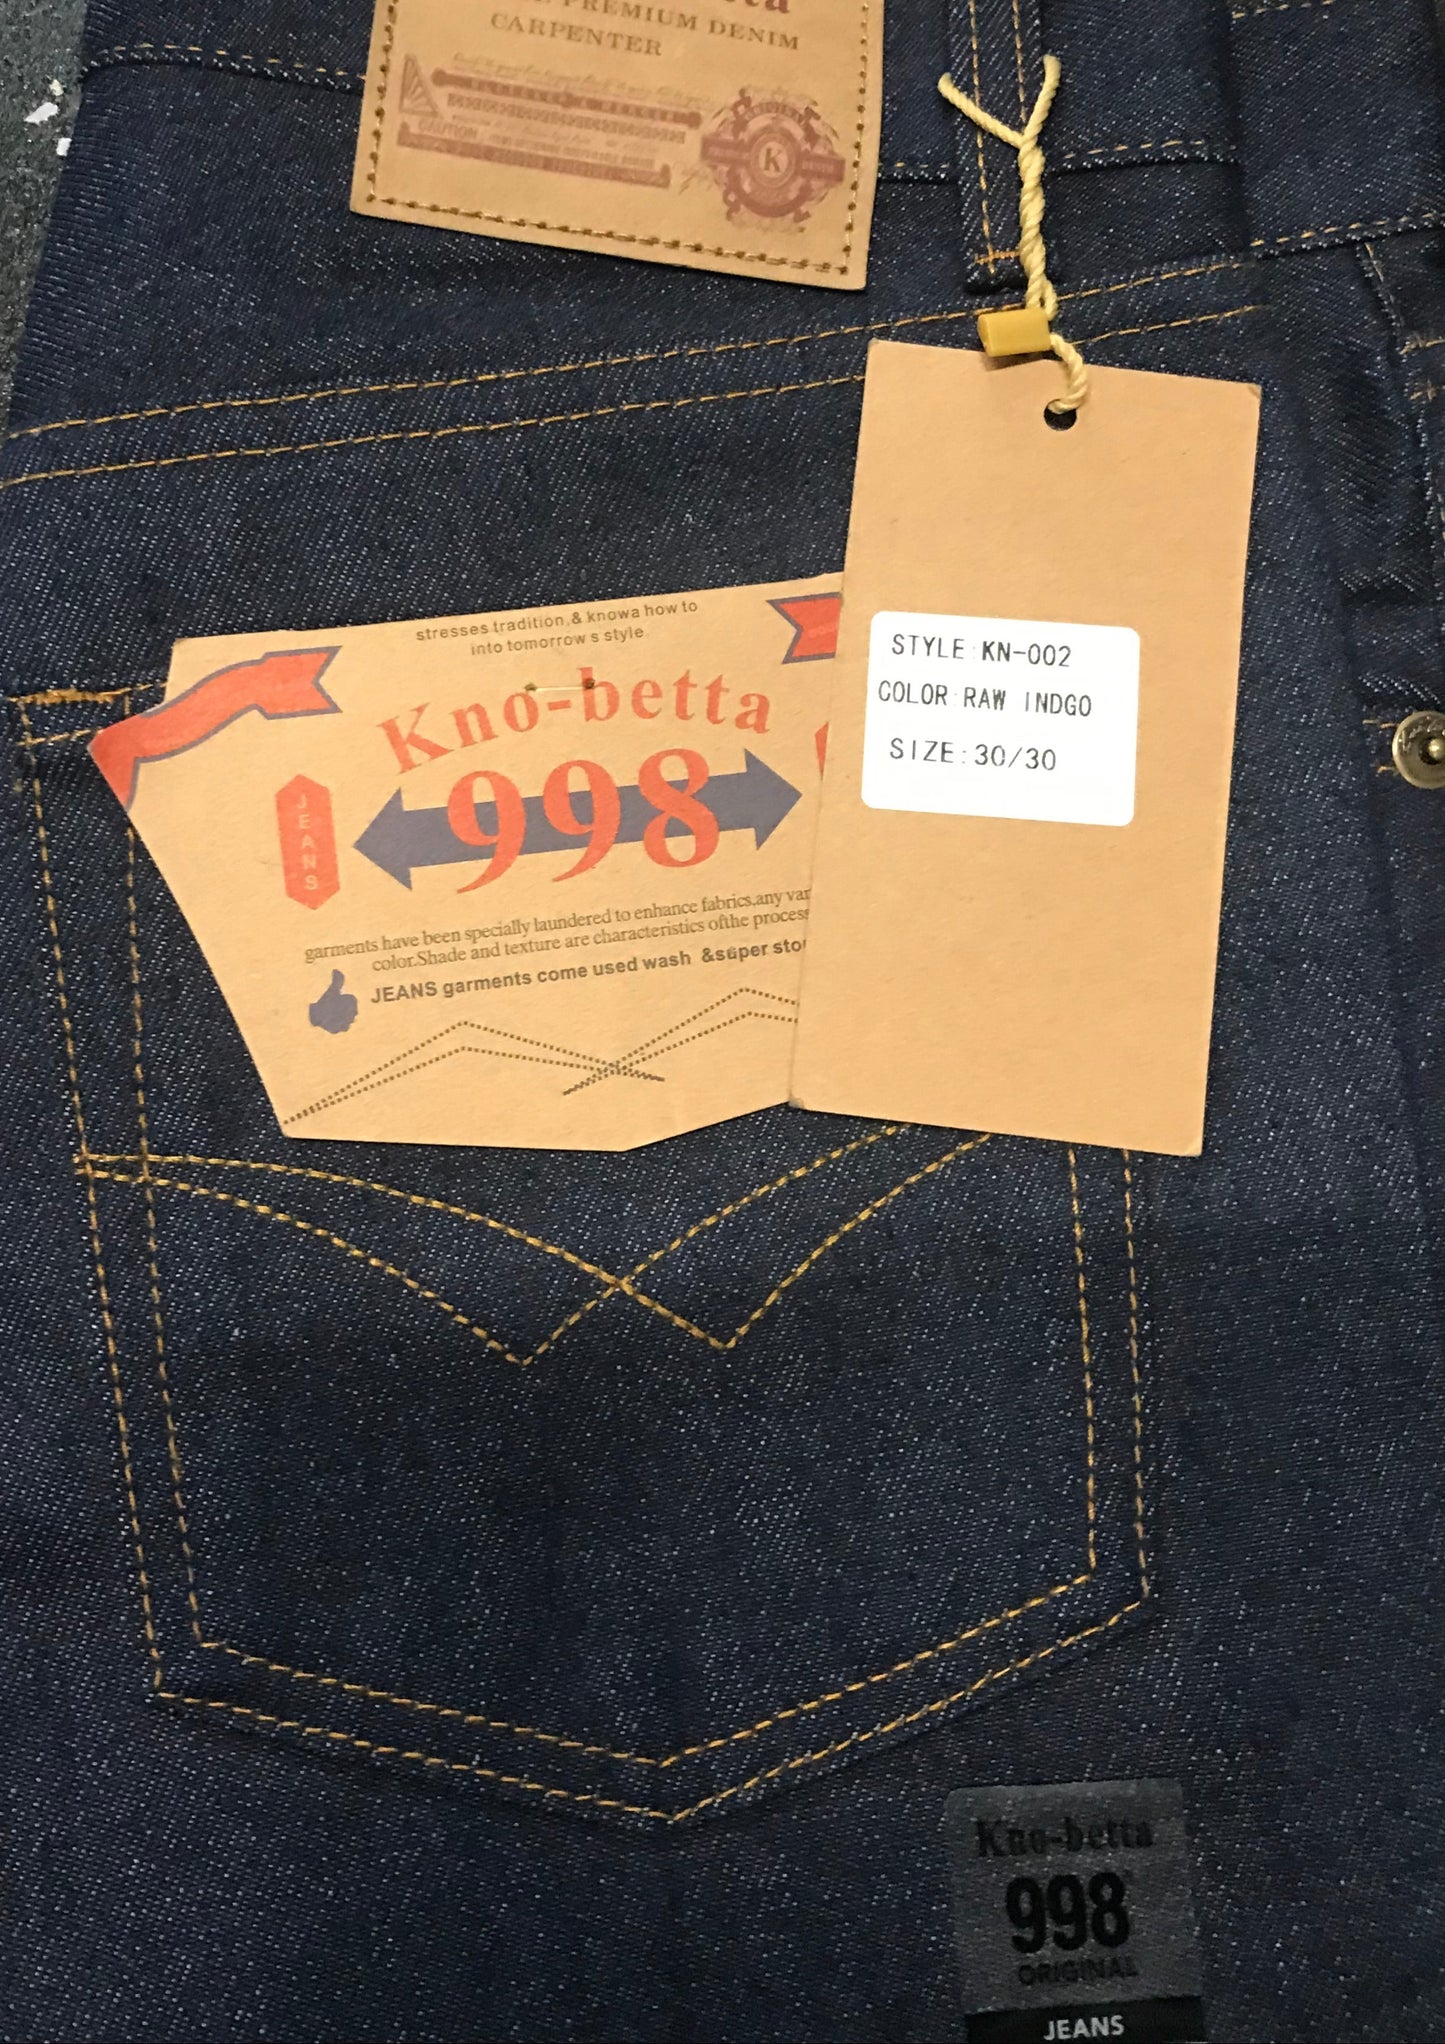 PREMIUM DENIM
CARPENTER
CAUTION
K
stresses tradition,& knowa how to
into tomorrow s style
Kno-betta
998
JEANS
garments have been specially laundered to enhance fabrics,any var
color.Shade and texture are characteristics ofthe process
JEANS garments come used wash &super stor
STYLE:KN-002
COLOR:RAW INDGO
SIZE:30/30
Kno-betta
998
ORIGINAL
JEANS